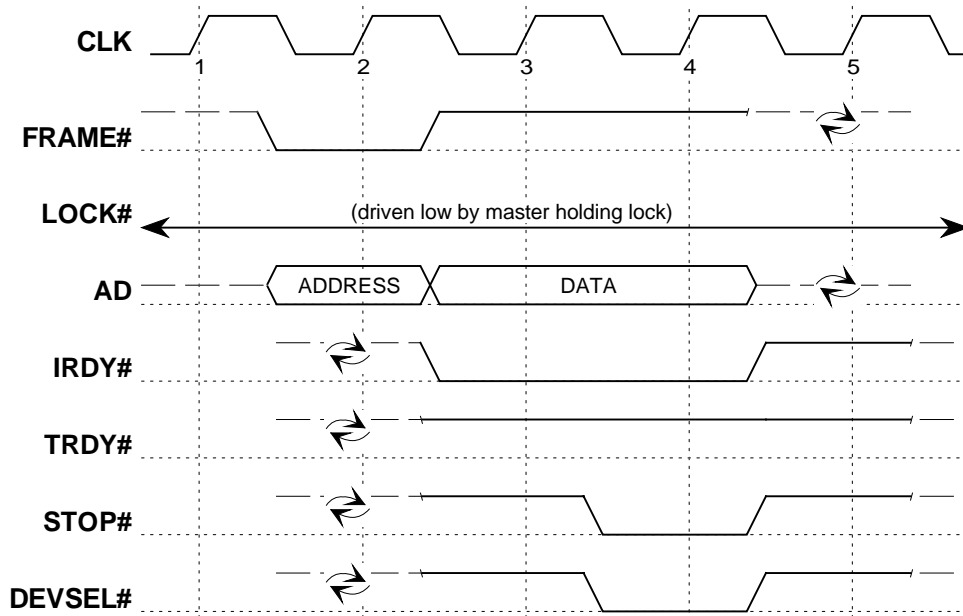 CLK
1 2 3 4 5
FRAME#
LOCK#
(driven low by master holding lock)
AD
ADDRESS
DATA
IRDY#
TRDY#
STOP#
DEVSEL#